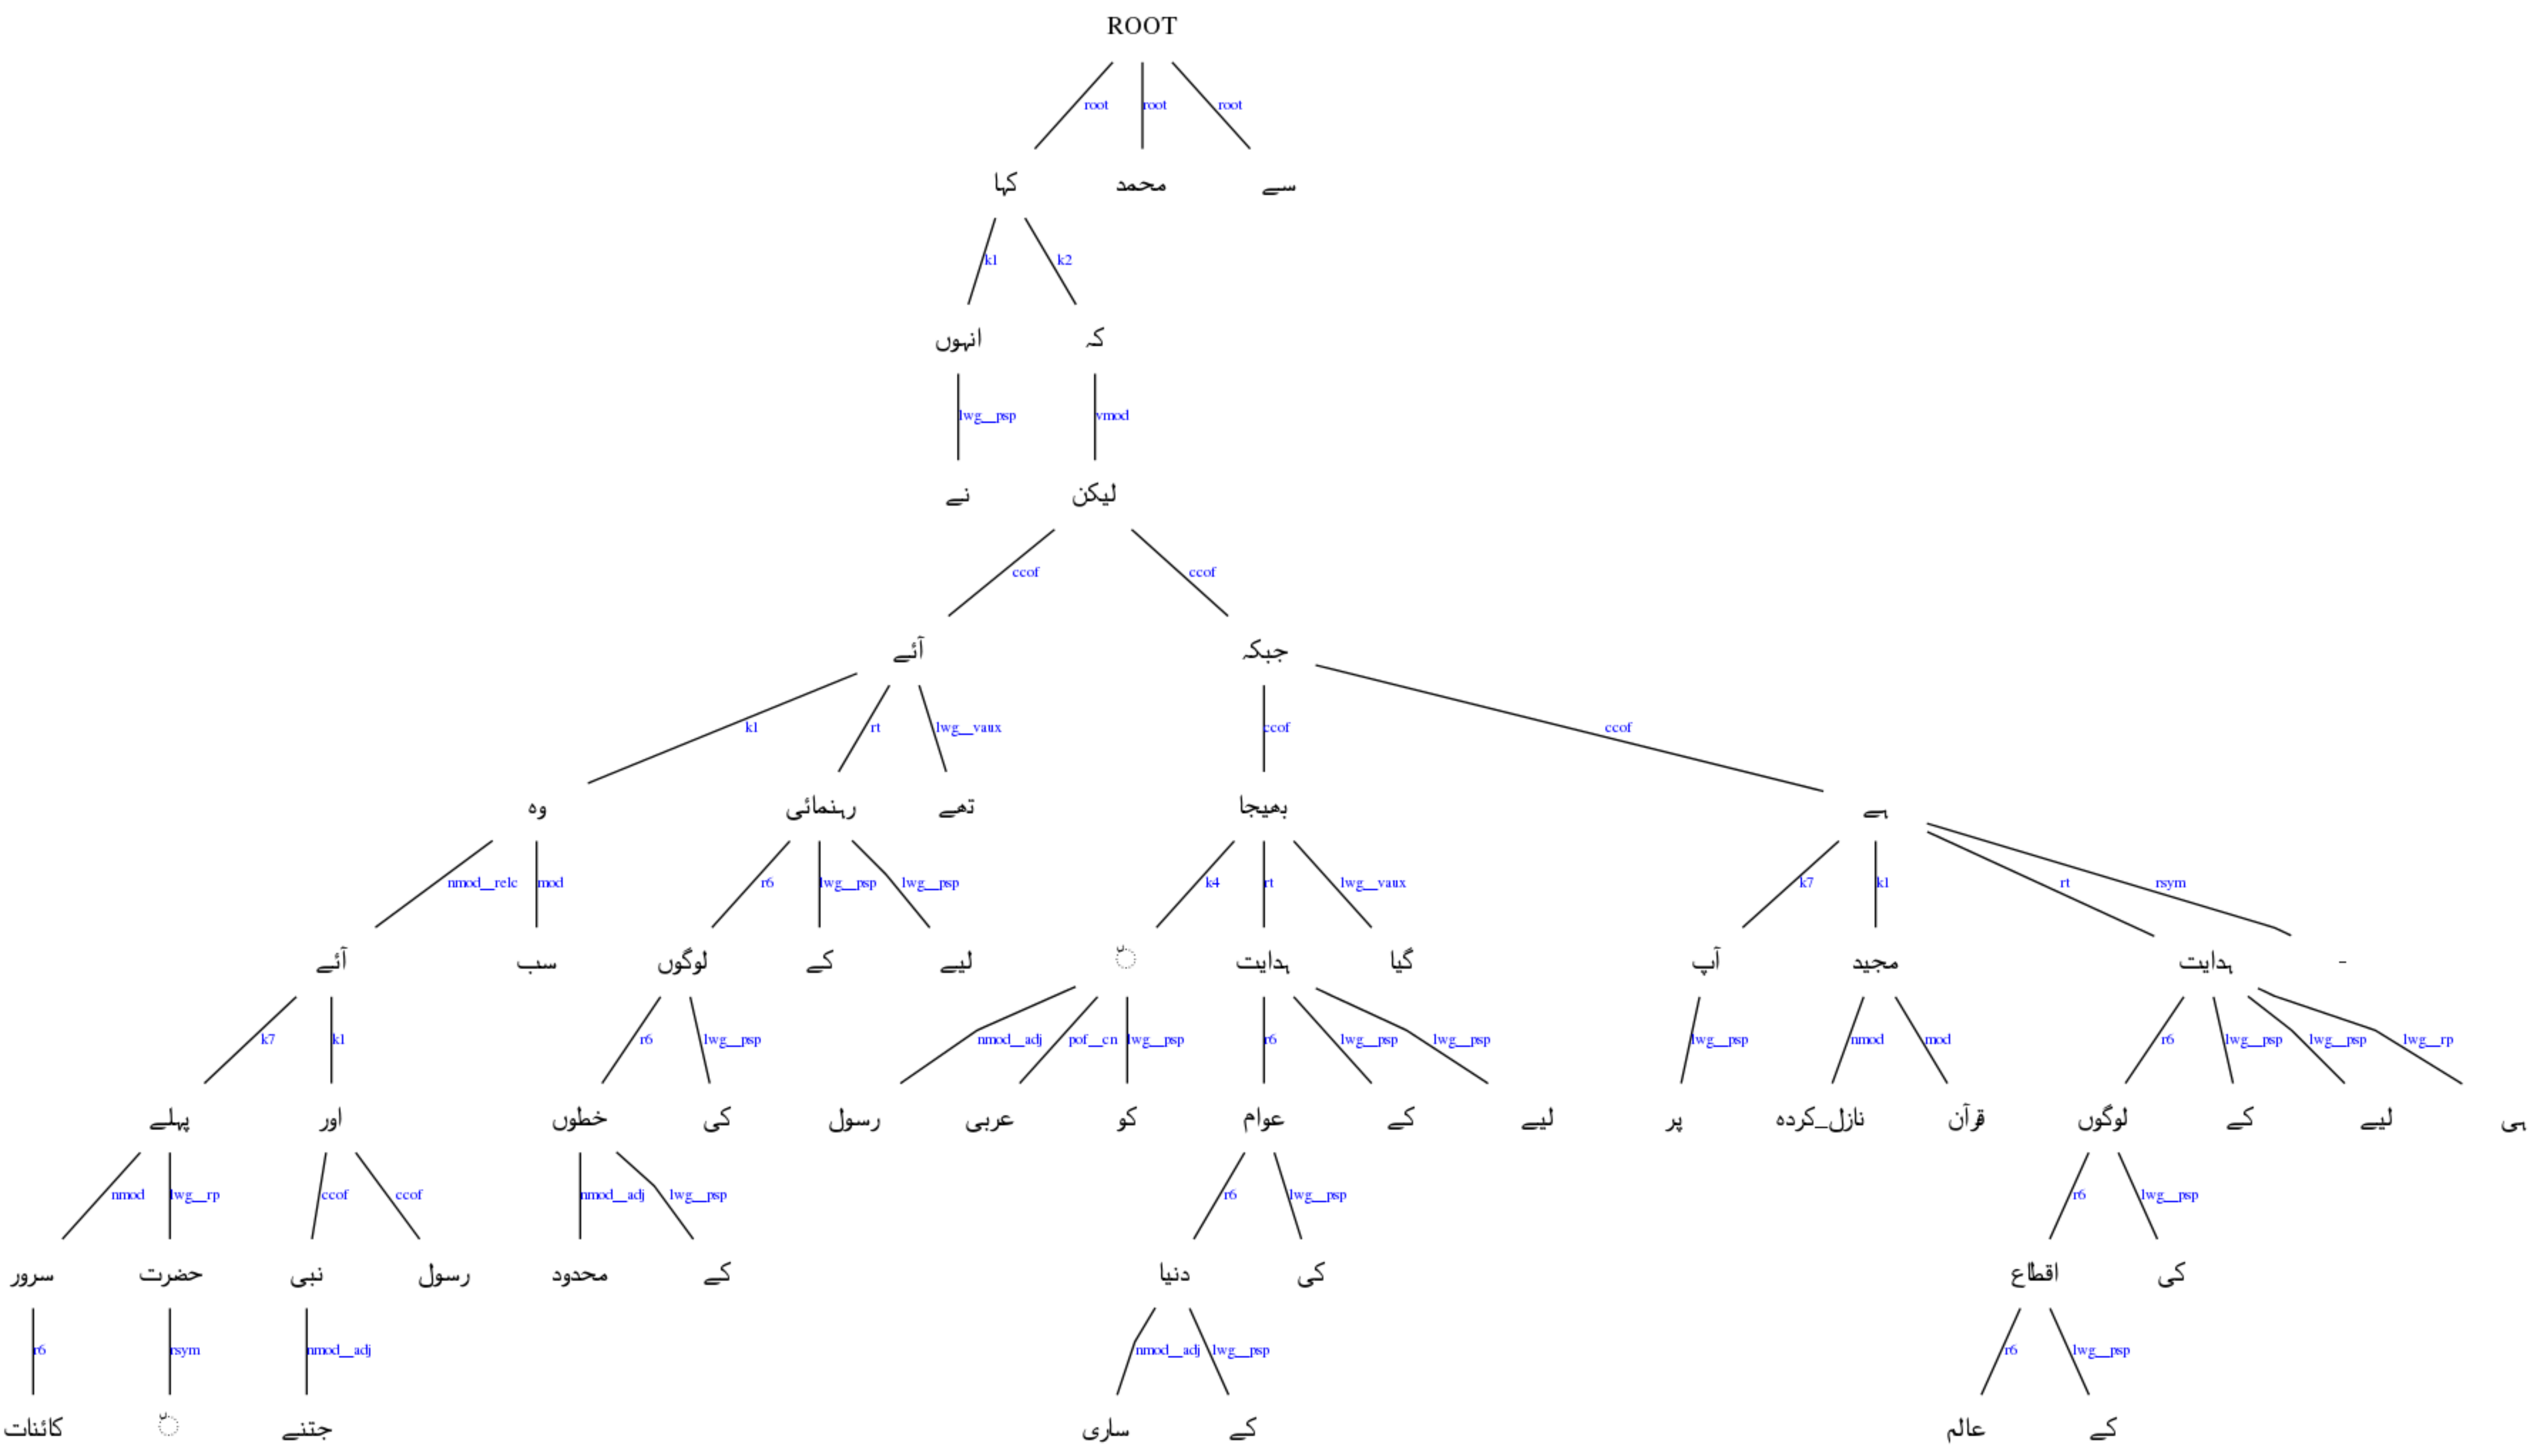 ROOT
root root root
کہا محمد سے
k1 k2
انہوں کہ
lwg__psp vmod
نے لیکن
ccof ccof
آئے جبکہ
k1 rt lwg__vaux ccof ccof
وہ رہنمائی تھے بھیجا ہے
nmod__relc mod r6 lwg__psp lwg__psp k4 rt lwg__vaux k7 k1 rt rsym
آئے سب لوگوں کے لیے ہدایت گیا آپ مجید ہدایت -
k7 k1 r6 lwg__psp nmod__adj pof__cn lwg__psp r6 lwg__psp lwg__psp lwg__psp nmod mod r6 lwg__psp lwg__psp lwg__rp
پہلے اور خطوں کی رسول عربی کو عوام کے لیے پر نازل_کردہ قرآن لوگوں کے لیے ہی
nmod lwg__rp ccof ccof nmod__adj lwg__psp r6 lwg__psp r6 lwg__psp
سرور حضرت نبی رسول محدود کے دنیا کی اقطاع کی
r6 rsym nmod__adj nmod__adj lwg__psp r6 lwg__psp
کائنات جتنے ساری کے عالم کے